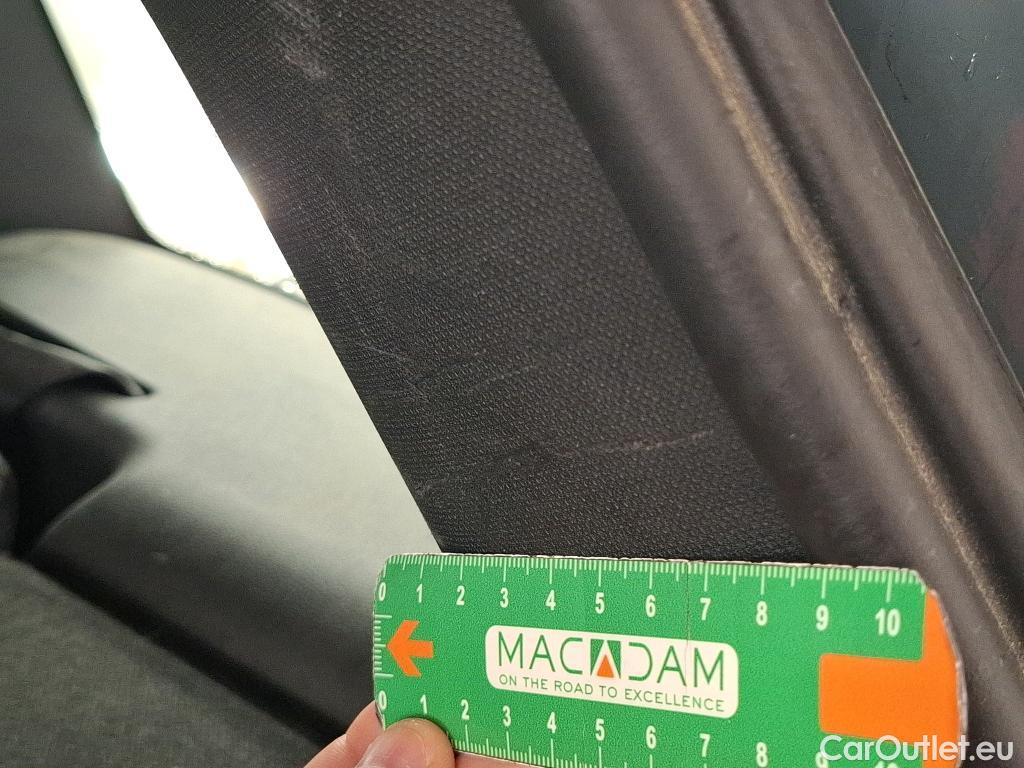 0 1 2 3 4 5 6 7 8 9 10
MACADAM
ON THE ROAD TO EXCELLENCE
0 1 2 3 4 5 6 7 8
CarOutlet.eu